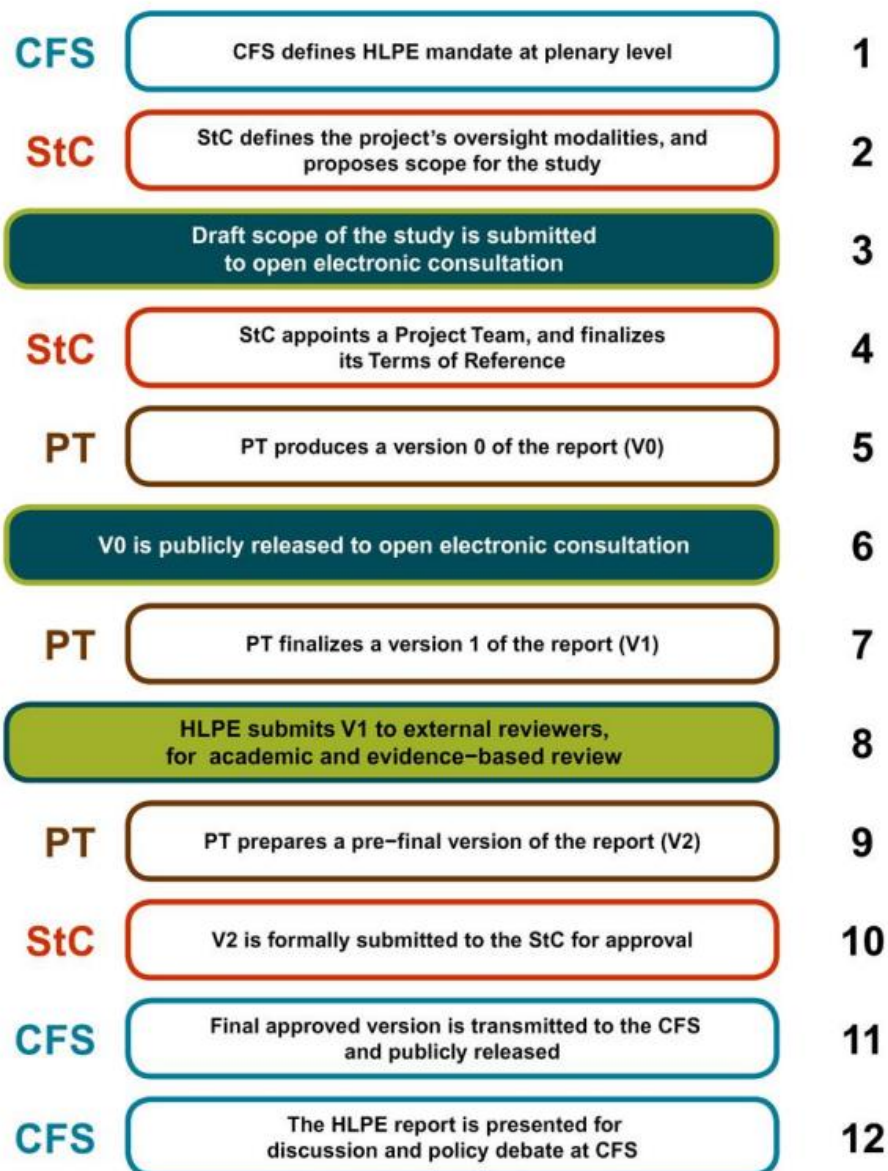 CFS
CFS defines HLPE mandate at plenary level
1
StC
StC defines the project's oversight modalities, and
proposes scope for the study
2
Draft scope of the study is submitted
to open electronic consultation
3
StC
StC appoints a Project Team, and finalizes
its Terms of Reference
4
PT
PT produces a version 0 of the report (V0)
5
V0 is publicly released to open electronic consultation
6
PT
PT finalizes a version 1 of the report (V1)
7
HLPE submits V1 to external reviewers,
for academic and evidence−based review
8
PT
PT prepares a pre−final version of the report (V2)
9
StC
V2 is formally submitted to the StC for approval
10
CFS
Final approved version is transmitted to the CFS
and publicly released
11
CFS
The HLPE report is presented for
discussion and policy debate at CFS
12